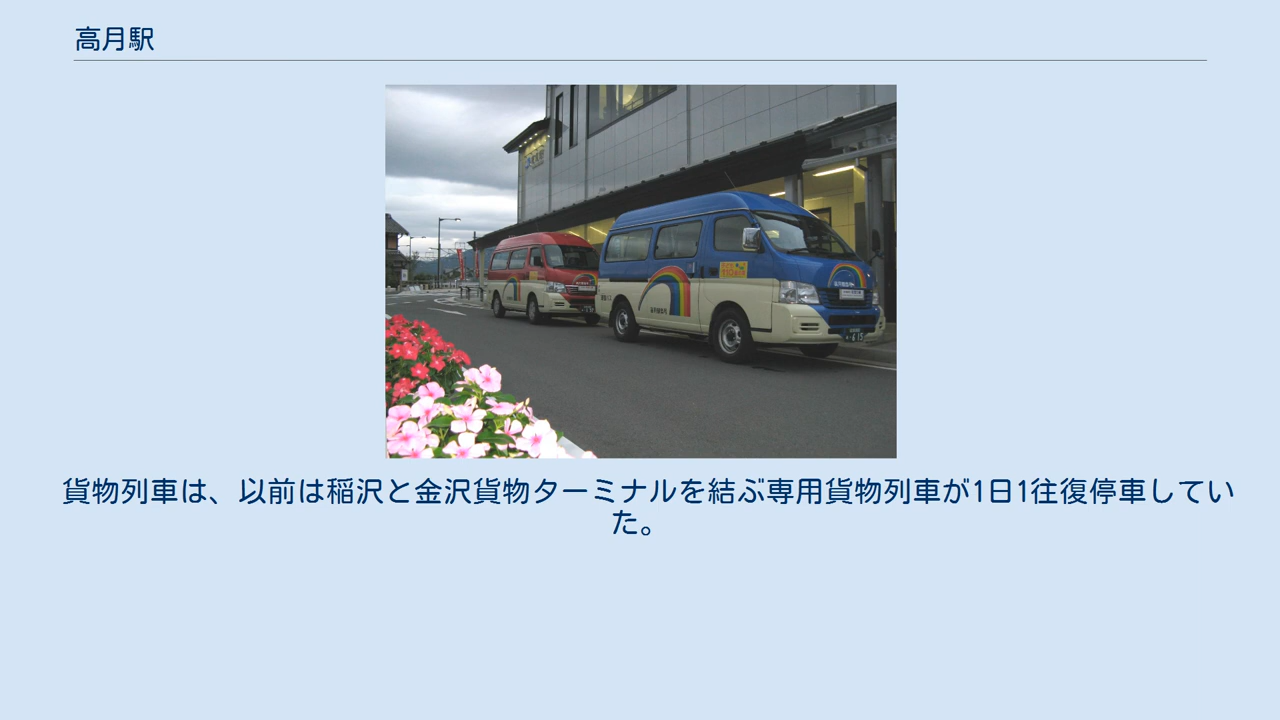 高月駅
貨物列車は、以前は稲沢と金沢貨物ターミナルを結ぶ専用貨物列車が1日1往復停車してい
た。